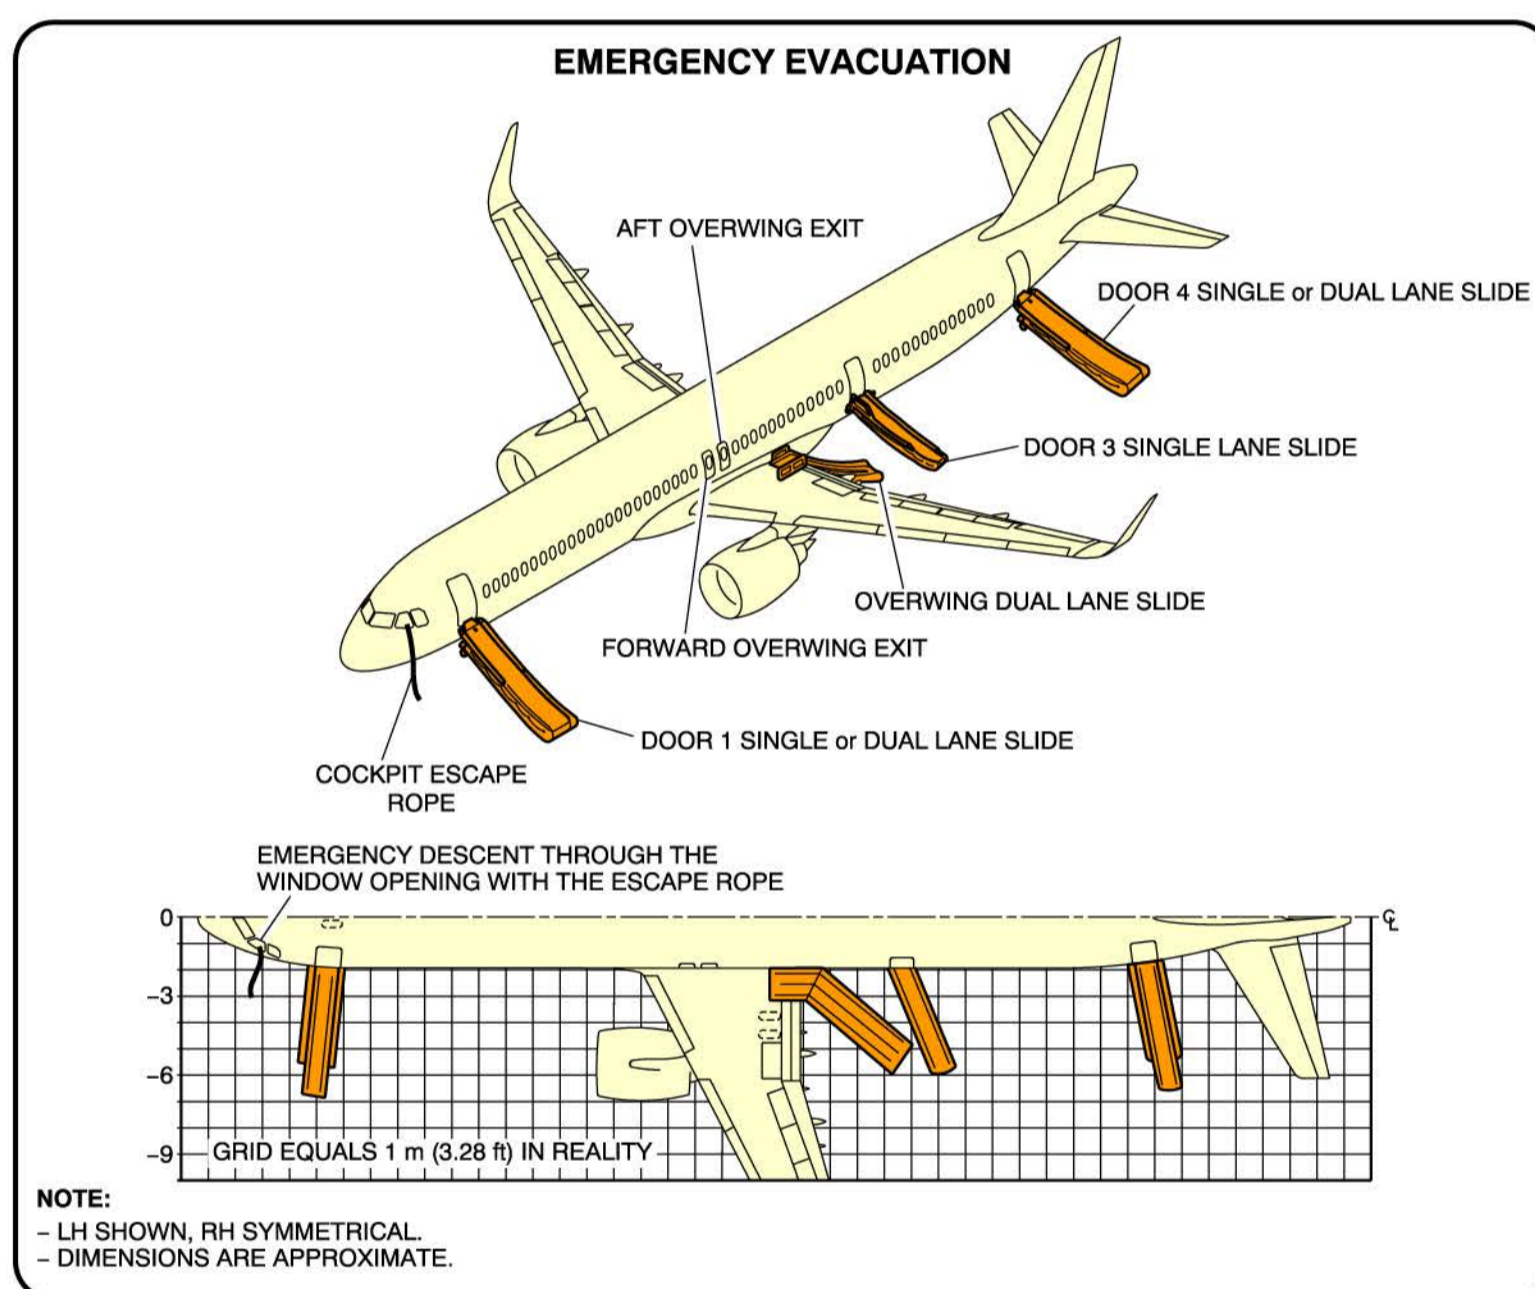 EMERGENCY EVACUATION
AFT OVERWING EXIT
DOOR 4 SINGLE or DUAL LANE SLIDE
DOOR 3 SINGLE LANE SLIDE
OVERWING DUAL LANE SLIDE
FORWARD OVERWING EXIT
DOOR 1 SINGLE or DUAL LANE SLIDE
COCKPIT ESCAPE
ROPE
EMERGENCY DESCENT THROUGH THE
WINDOW OPENING WITH THE ESCAPE ROPE
0
℄
−3
−6
−9
GRID EQUALS 1 m (3.28 ft) IN REALITY
NOTE:
– LH SHOWN, RH SYMMETRICAL.
– DIMENSIONS ARE APPROXIMATE.